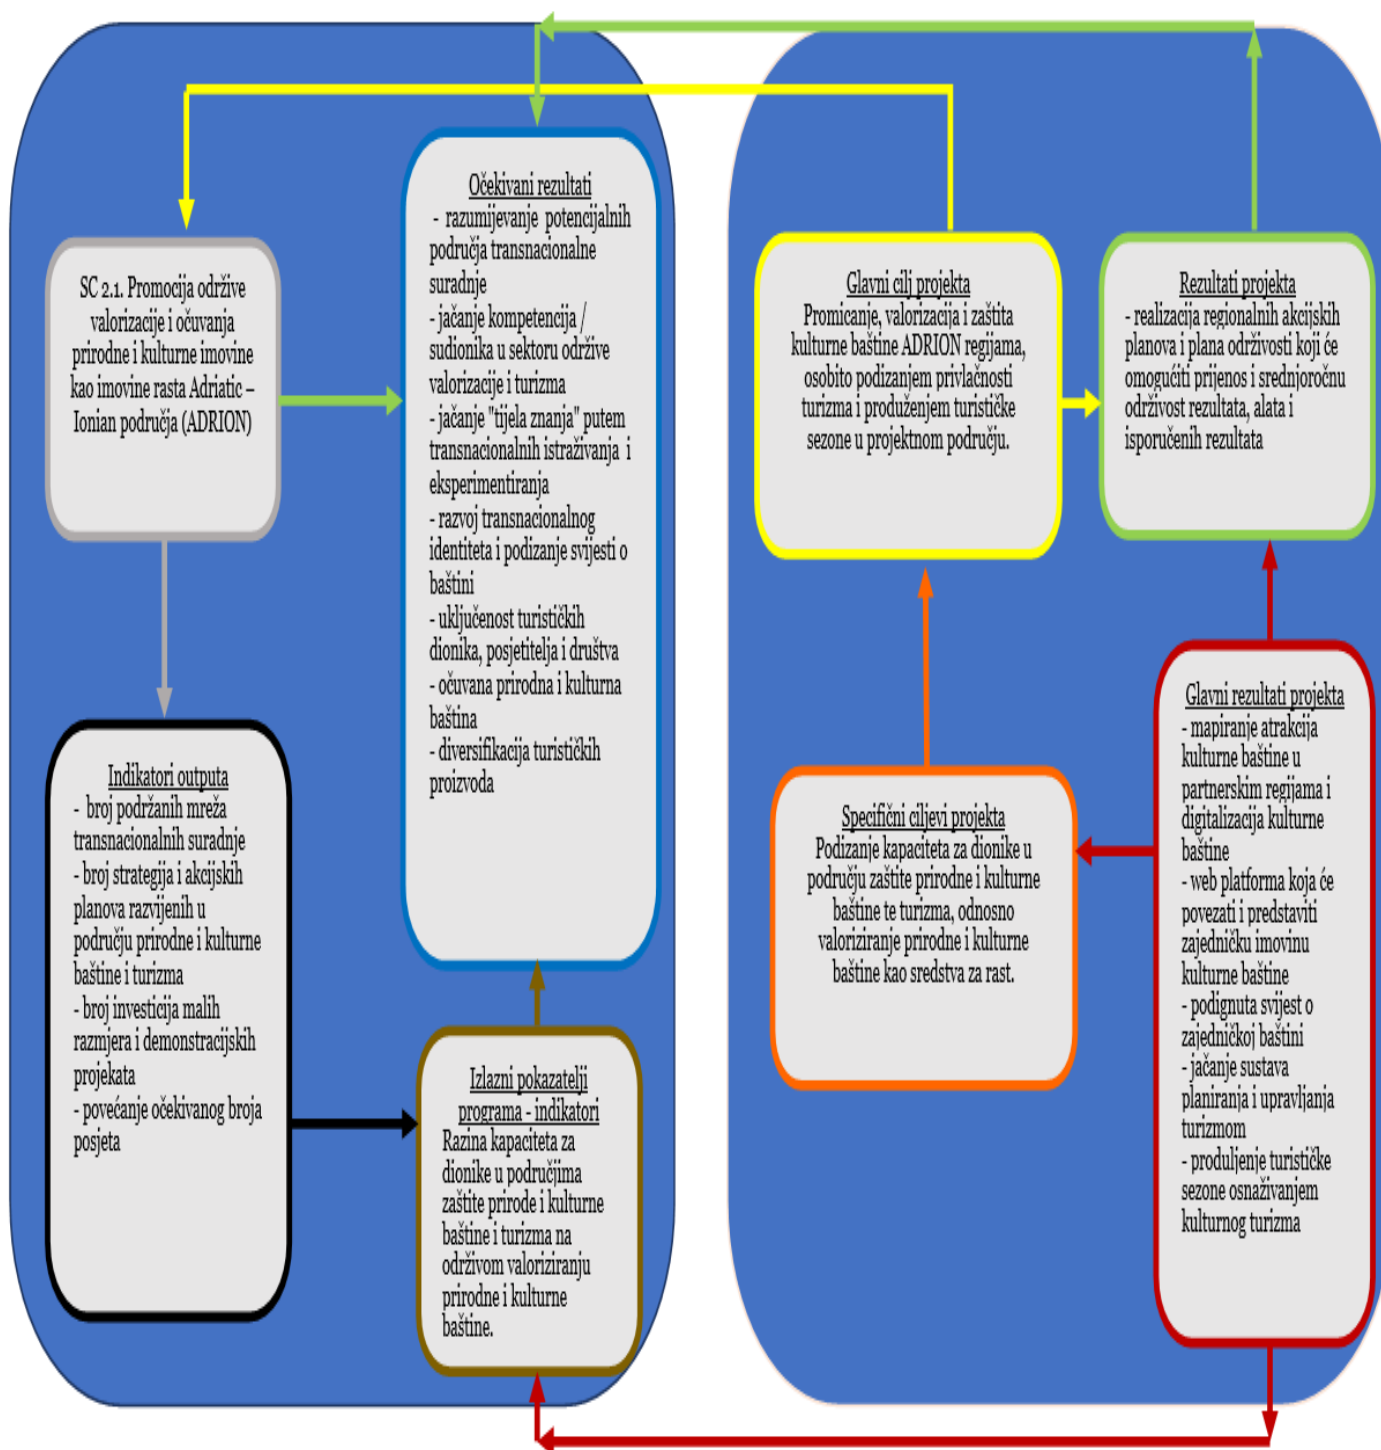 SC 2.1. Promocija održive
valorizacije i očuvanja
prirodne i kulturne imovine
kao imovine rasta Adriatic –
Ionian područja (ADRION)
Očekivani rezultati
- razumijevanje potencijalnih
područja transnacionalne
suradnje
- jačanje kompetencija /
sudionika u sektoru održive
valorizacije i turizma
- jačanje "tijela znanja" putem
transnacionalnih istraživanja i
eksperimentiranja
- razvoj transnacionalnog
identiteta i podizanje svijesti o
baštini
- uključenost turističkih
dionika, posjetitelja i društva
- očuvana prirodna i kulturna
baština
- diversifikacija turističkih
proizvoda
Indikatori outputa
- broj podržanih mreža
transnacionalnih suradnje
- broj strategija i akcijskih
planova razvijenih u
području prirodne i kulturne
baštine i turizma
- broj investicija malih
razmjera i demonstracijskih
projekata
- povećanje očekivanog broja
posjeta
Izlazni pokazatelji
programa - indikatori
Razina kapaciteta za
dionike u područjima
zaštite prirode i kulturne
baštine i turizma na
održivom valoriziranju
prirodne i kulturne
baštine.
Glavni cilj projekta
Promicanje, valorizacija i zaštita
kulturne baštine ADRION regijama,
osobito podizanjem privlačnosti
turizma i produženjem turističke
sezone u projektnom području.
Rezultati projekta
- realizacija regionalnih akcijskih
planova i plana održivosti koji će
omogućiti prijenos i srednjoročnu
održivost rezultata, alata i
isporučenih rezultata
Specifični ciljevi projekta
Podizanje kapaciteta za dionike u
području zaštite prirodne i kulturne
baštine te turizma, odnosno
valoriziranje prirodne i kulturne
baštine kao sredstva za rast.
Glavni rezultati projekta
- mapiranje atrakcija
kulturne baštine u
partnerskim regijama i
digitalizacija kulturne
baštine
- web platforma koja će
povezati i predstaviti
zajedničku imovinu
kulturne baštine
- podignuta svijest o
zajedničkoj baštini
- jačanje sustava
planiranja i upravljanja
turizmom
- produljenje turističke
sezone osnaživanjem
kulturnog turizma